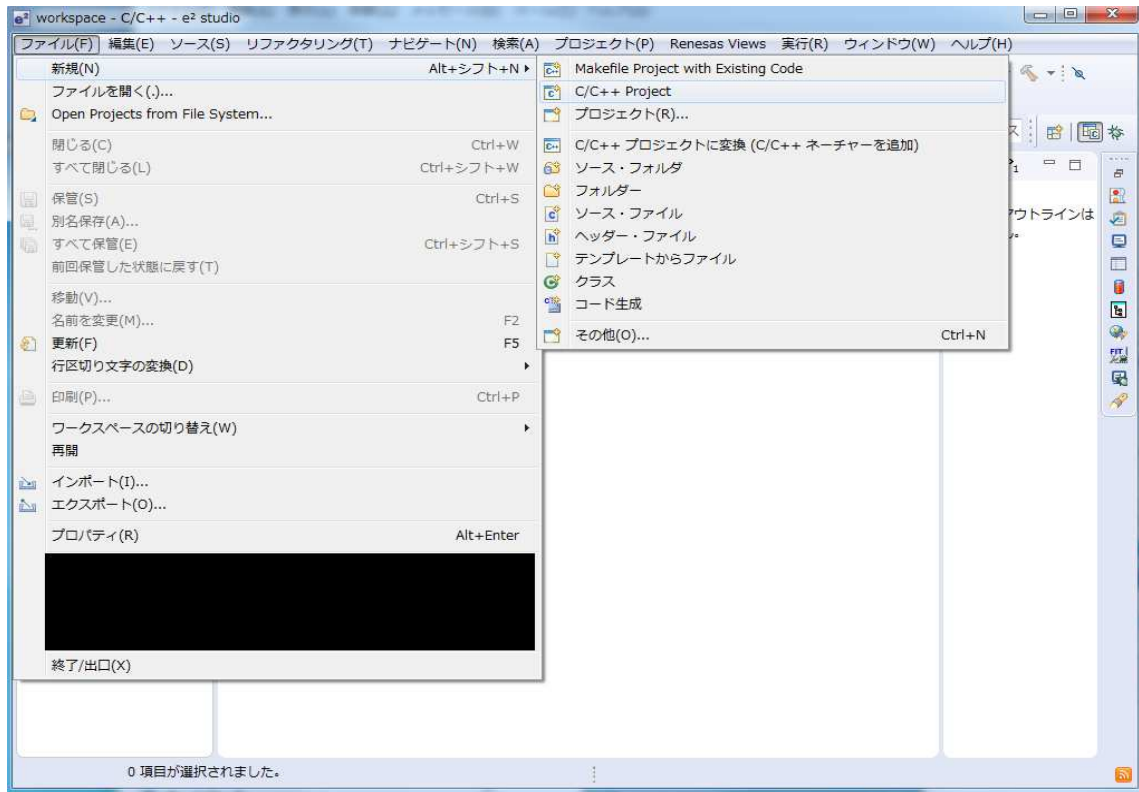 workspace - C/C++ - e² studio
ファイル(F) 編集(E) ソース(S) リファクタリング(T) ナビゲート(N) 検索(A) プロジェクト(P) Renesas Views 実行(R) ウィンドウ(W) ヘルプ(H)
新規(N) Alt+シフト+N
ファイルを開く(.)...
Open Projects from File System...
閉じる(C) Ctrl+W
すべて閉じる(L) Ctrl+シフト+W
保管(S) Ctrl+S
別名保存(A)...
すべて保管(E) Ctrl+シフト+S
前回保管した状態に戻す(T)
移動(V)...
名前を変更(M)... F2
更新(F) F5
行区切り文字の変換(D)
印刷(P)... Ctrl+P
ワークスペースの切り替え(W)
再開
インポート(I)...
エクスポート(O)...
プロパティ(R) Alt+Enter
終了/出口(X)
Makefile Project with Existing Code
C/C++ Project
プロジェクト(R)...
C/C++ プロジェクトに変換 (C/C++ ネーチャーを追加)
ソース・フォルダ
フォルダー
ソース・ファイル
ヘッダー・ファイル
テンプレートからファイル
クラス
コード生成
その他(O)... Ctrl+N
アウトラインは
0 項目が選択されました。